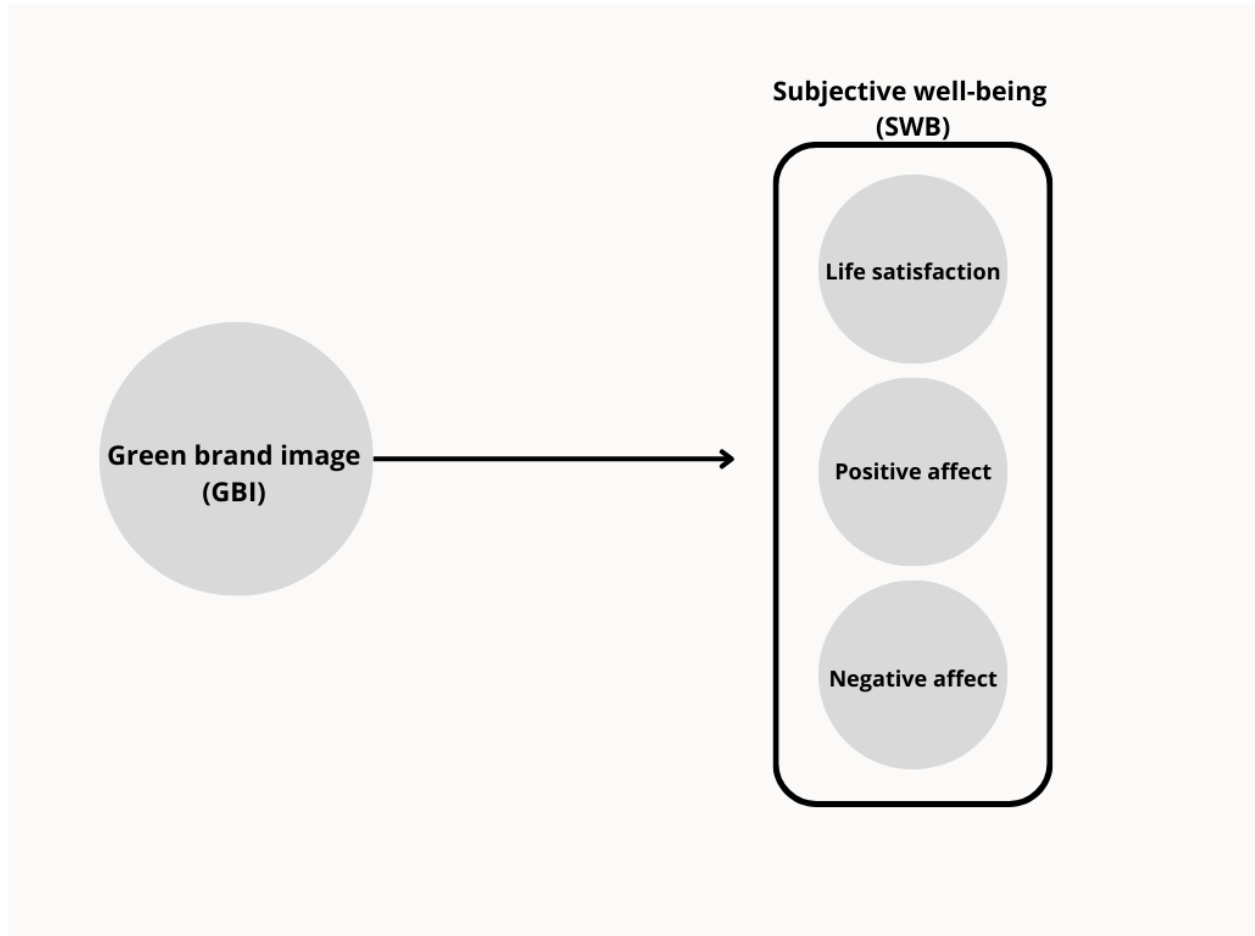 Subjective well-being
(SWB)
Life satisfaction
Green brand image
(GBI)
Positive affect
Negative affect